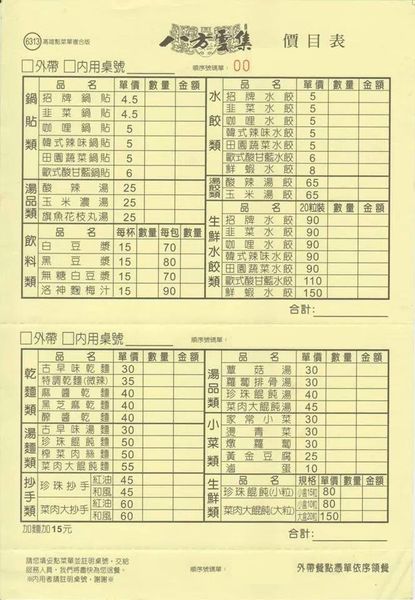 6313 高雄點菜單複合版
八方雲集 價目表
□外帶 □內用桌號 順序號碼單: 00
鍋貼類
品名 單價 數量 金額
招牌鍋貼 4.5
韭菜鍋貼 4.5
咖哩鍋貼 5
韓式辣味鍋貼 5
田園蔬菜鍋貼 5
歐式酸甘藍鍋貼 6
湯品類
酸辣湯 25
玉米濃湯 25
旗魚花枝丸湯 25
飲料類
品名 每杯 數量 每包 數量
白豆漿 15 70
黑豆漿 15 80
無糖白豆漿 15 70
洛神麴梅汁 15 90
水餃類
品名 單價 數量 金額
招牌水餃 5
韭菜水餃 5
咖哩水餃 5
韓式辣味水餃 5
田園蔬菜水餃 5
歐式酸甘藍水餃 6
鮮蝦水餃 8
湯餃類
酸辣湯餃 65
玉米湯餃 65
生鮮水餃類
品名 20粒裝 數量 金額
招牌水餃 90
韭菜水餃 90
咖哩水餃 90
韓式辣味水餃 90
田園蔬菜水餃 90
歐式酸甘藍水餃 110
鮮蝦水餃 150
合計:
□外帶 □內用桌號 順序號碼單:
乾麵類
品名 單價 數量 金額
古早味乾麵 30
特調乾麵(微辣) 35
麻醬乾麵 40
黑芝麻乾麵 40
酢醬乾麵 40
湯麵類
古早味湯麵 30
珍珠餛飩麵 50
榨菜肉絲麵 50
菜肉大餛飩麵 55
抄手類
珍珠抄手 紅油 45
和風 45
菜肉大抄手 紅油 60
和風 60
加麵加15元
湯品類
品名 單價 數量 金額
蕈菇湯 30
蘿蔔排骨湯 30
珍珠餛飩湯 40
菜肉大餛飩湯 45
小菜類
家常小菜 30
燙青菜 30
燉蘿蔔 30
黃金豆腐 25
滷蛋 10
生鮮類
品名 規格 單價 數量 金額
珍珠餛飩(小粒) 小盒15粒 80
菜肉餛飩(大粒) 小盒10粒 80
大盒20粒 150
合計:
請您填妥點菜單並註明桌號,交給
服務人員,我們將盡快為您送餐。
※內用者請註明桌號,謝謝※
順序號碼單:
外帶餐點憑單依序領餐